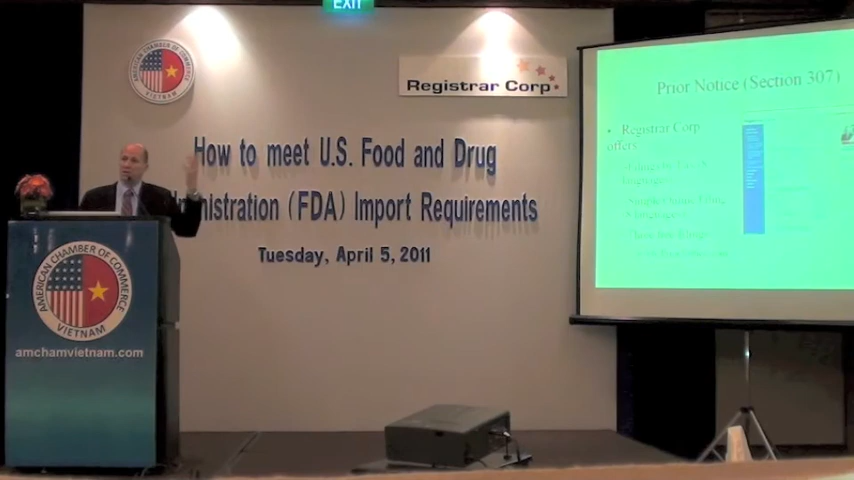 EXIT
AMERICAN CHAMBER OF COMMERCE
VIETNAM
Registrar Corp
How to meet U.S. Food and Drug
nistration (FDA) Import Requirements
Tuesday, April 5, 2011
Prior Notice (Section 307)
• Registrar Corp
offers
AMERICAN CHAMBER OF COMMERCE
VIETNAM
amchamvietnam.com